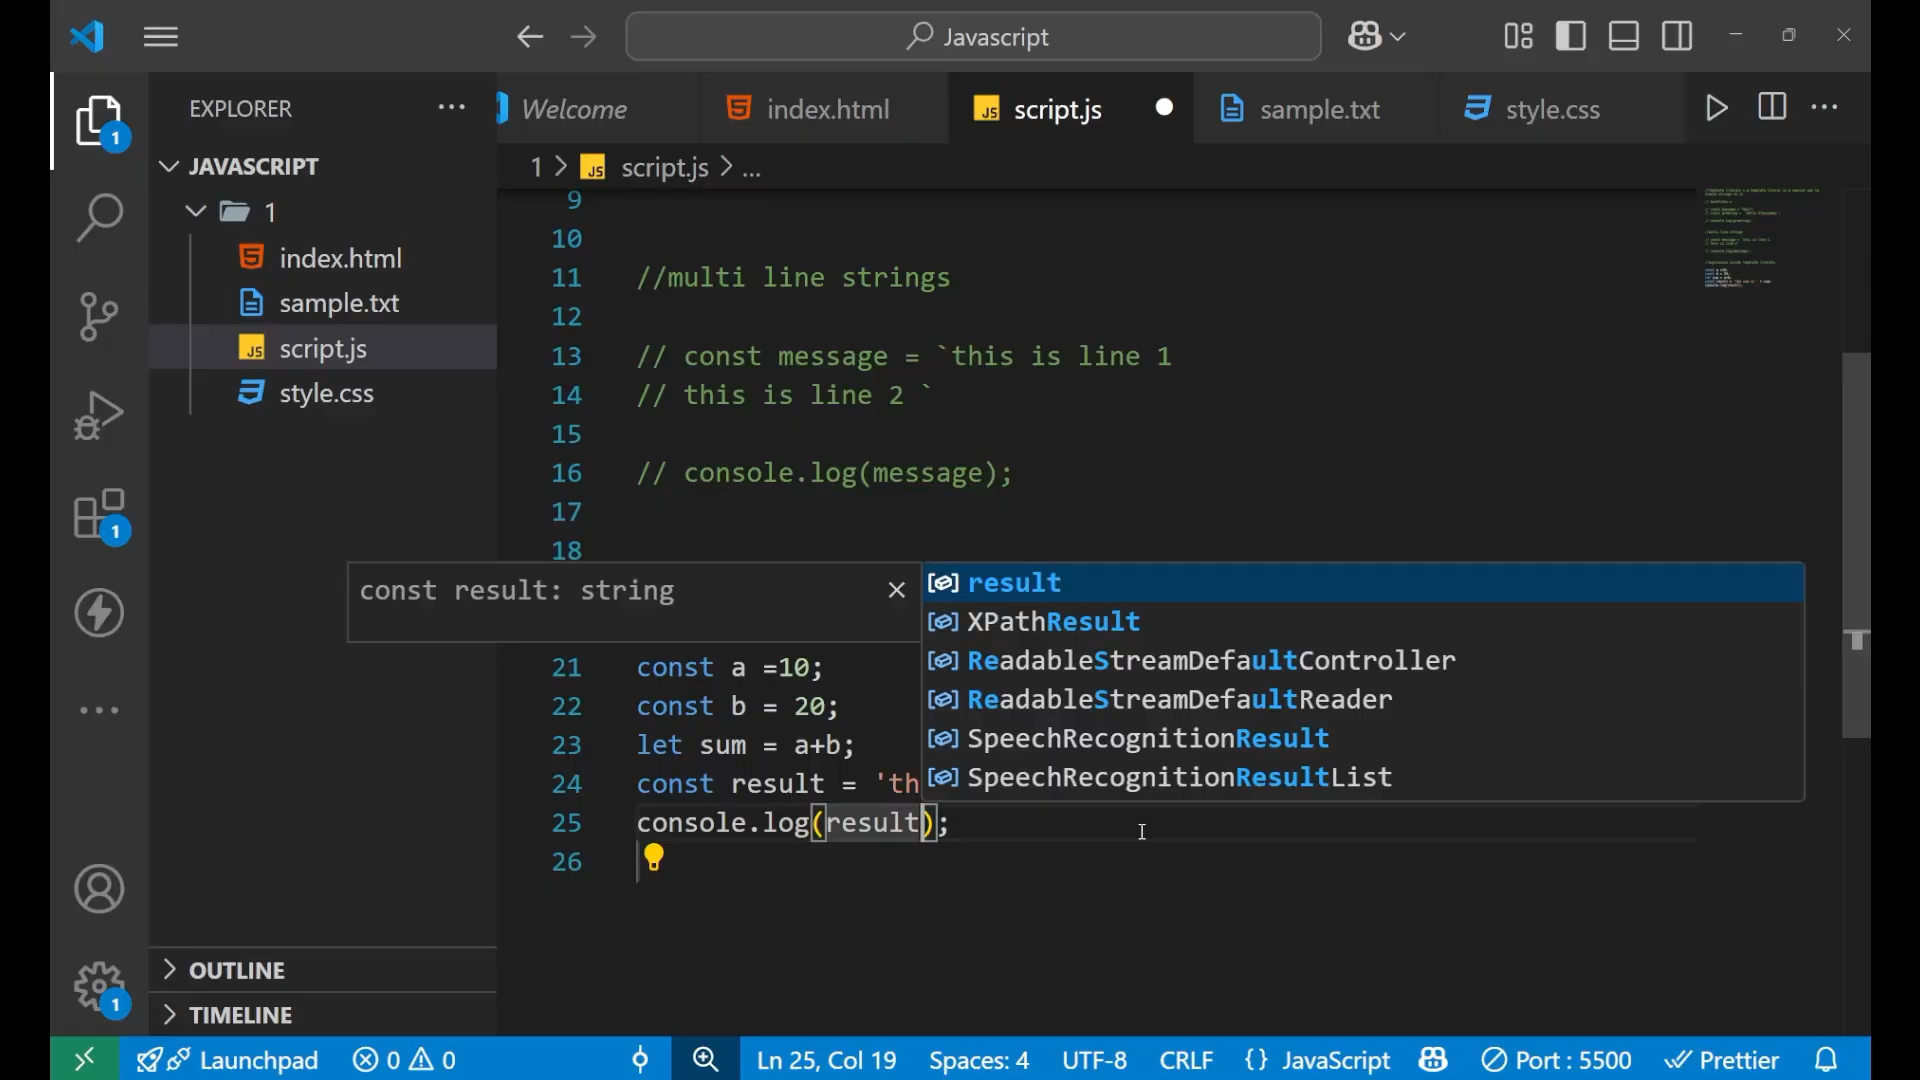 Javascript
EXPLORER
Welcome
index.html
script.js
sample.txt
style.css
JAVASCRIPT
1
index.html
sample.txt
script.js
style.css
OUTLINE
TIMELINE
1
1
1
1 > JS script.js > ...
9
10
11 //multi line strings
12
13 // const message = `this is line 1
14 // this is line 2 `
15
16 // console.log(message);
17
18
const result: string
result
XPathResult
ReadableStreamDefaultController
ReadableStreamDefaultReader
SpeechRecognitionResult
SpeechRecognitionResultList
21 const a =10;
22 const b = 20;
23 let sum = a+b;
24 const result = 'th
25 console.log(result);
26
Launchpad 0 0 Ln 25, Col 19 Spaces: 4 UTF-8 CRLF {} JavaScript Port : 5500 Prettier